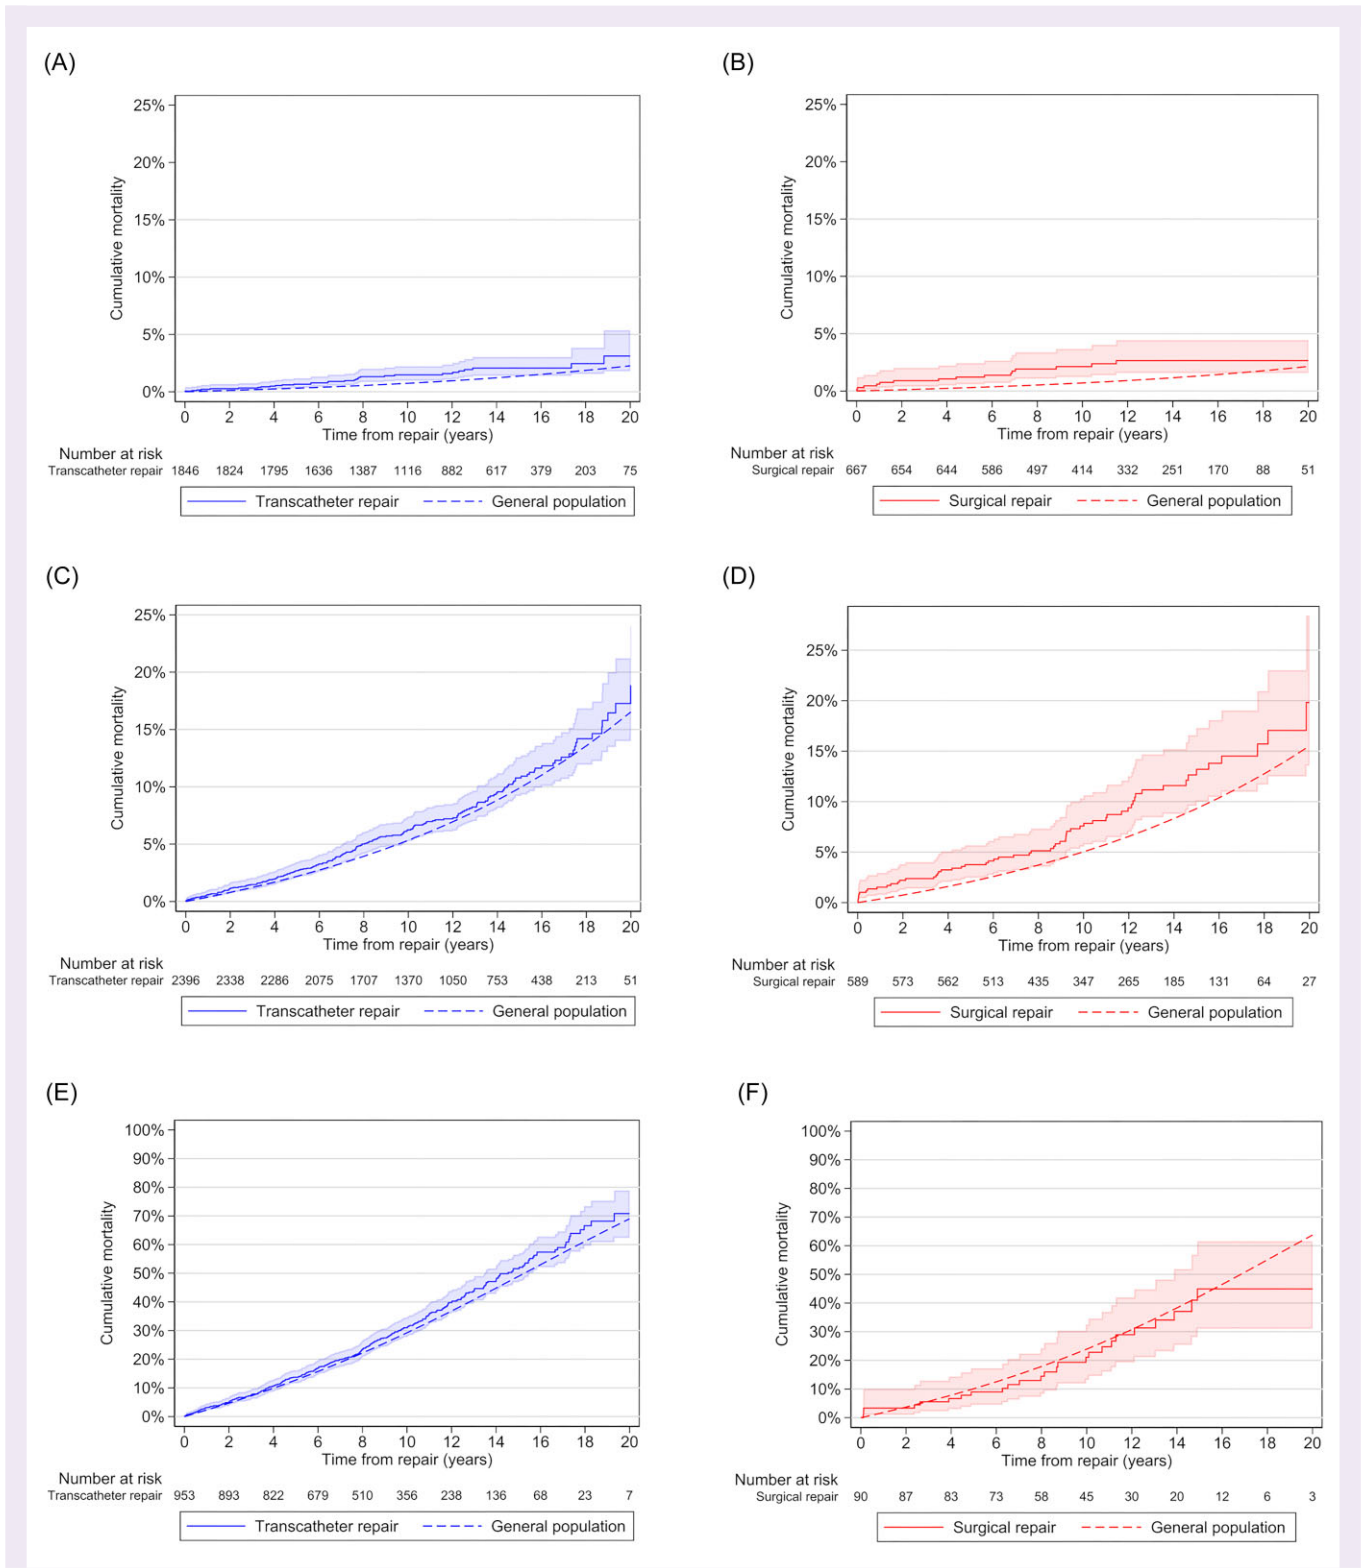 (A)
25%
20%
15%
10%
5%
0%
Cumulative mortality
0 2 4 6 8 10 12 14 16 18 20
Time from repair (years)
Number at risk
Transcatheter repair 1846 1824 1795 1636 1387 1116 882 617 379 203 75
Transcatheter repair General population
(B)
25%
20%
15%
10%
5%
0%
Cumulative mortality
0 2 4 6 8 10 12 14 16 18 20
Time from repair (years)
Number at risk
Surgical repair 667 654 644 586 497 414 332 251 170 88 51
Surgical repair General population
(C)
25%
20%
15%
10%
5%
0%
Cumulative mortality
0 2 4 6 8 10 12 14 16 18 20
Time from repair (years)
Number at risk
Transcatheter repair 2396 2338 2286 2075 1707 1370 1050 753 438 213 51
Transcatheter repair General population
(D)
25%
20%
15%
10%
5%
0%
Cumulative mortality
0 2 4 6 8 10 12 14 16 18 20
Time from repair (years)
Number at risk
Surgical repair 589 573 562 513 435 347 265 185 131 64 27
Surgical repair General population
(E)
100%
90%
80%
70%
60%
50%
40%
30%
20%
10%
0%
Cumulative mortality
0 2 4 6 8 10 12 14 16 18 20
Time from repair (years)
Number at risk
Transcatheter repair 953 893 822 679 510 356 238 136 68 23 7
Transcatheter repair General population
(F)
100%
90%
80%
70%
60%
50%
40%
30%
20%
10%
0%
Cumulative mortality
0 2 4 6 8 10 12 14 16 18 20
Time from repair (years)
Number at risk
Surgical repair 90 87 83 73 58 45 30 20 12 6 3
Surgical repair General population